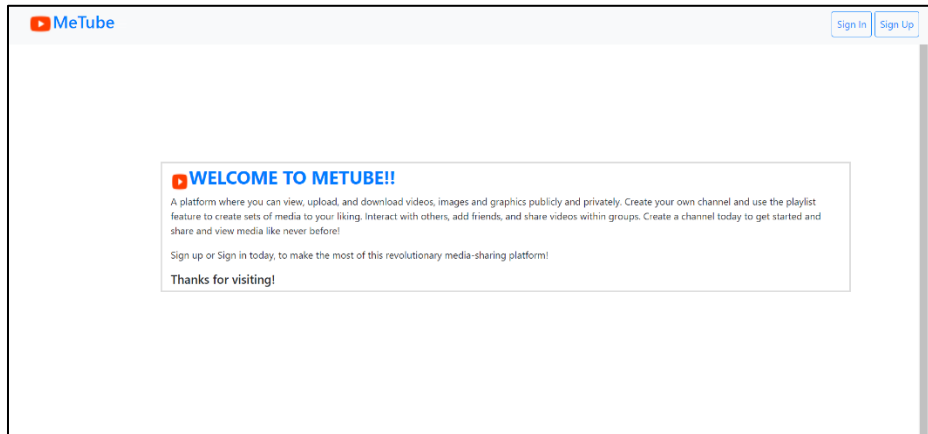 MeTube
Sign In
Sign Up
WELCOME TO METUBE!!
A platform where you can view, upload, and download videos, images and graphics publicly and privately. Create your own channel and use the playlist
feature to create sets of media to your liking. Interact with others, add friends, and share videos within groups. Create a channel today to get started and
share and view media like never before!
Sign up or Sign in today, to make the most of this revolutionary media-sharing platform!
Thanks for visiting!